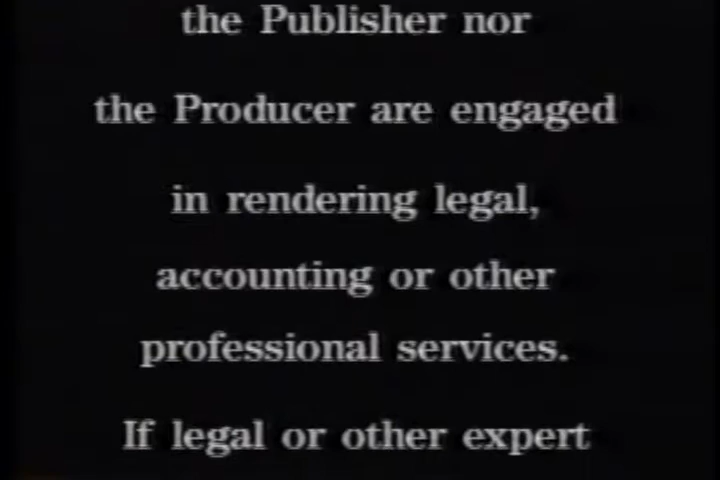 the Publisher nor
the Producer are engaged
in rendering legal,
accounting or other
professional services.
If legal or other expert